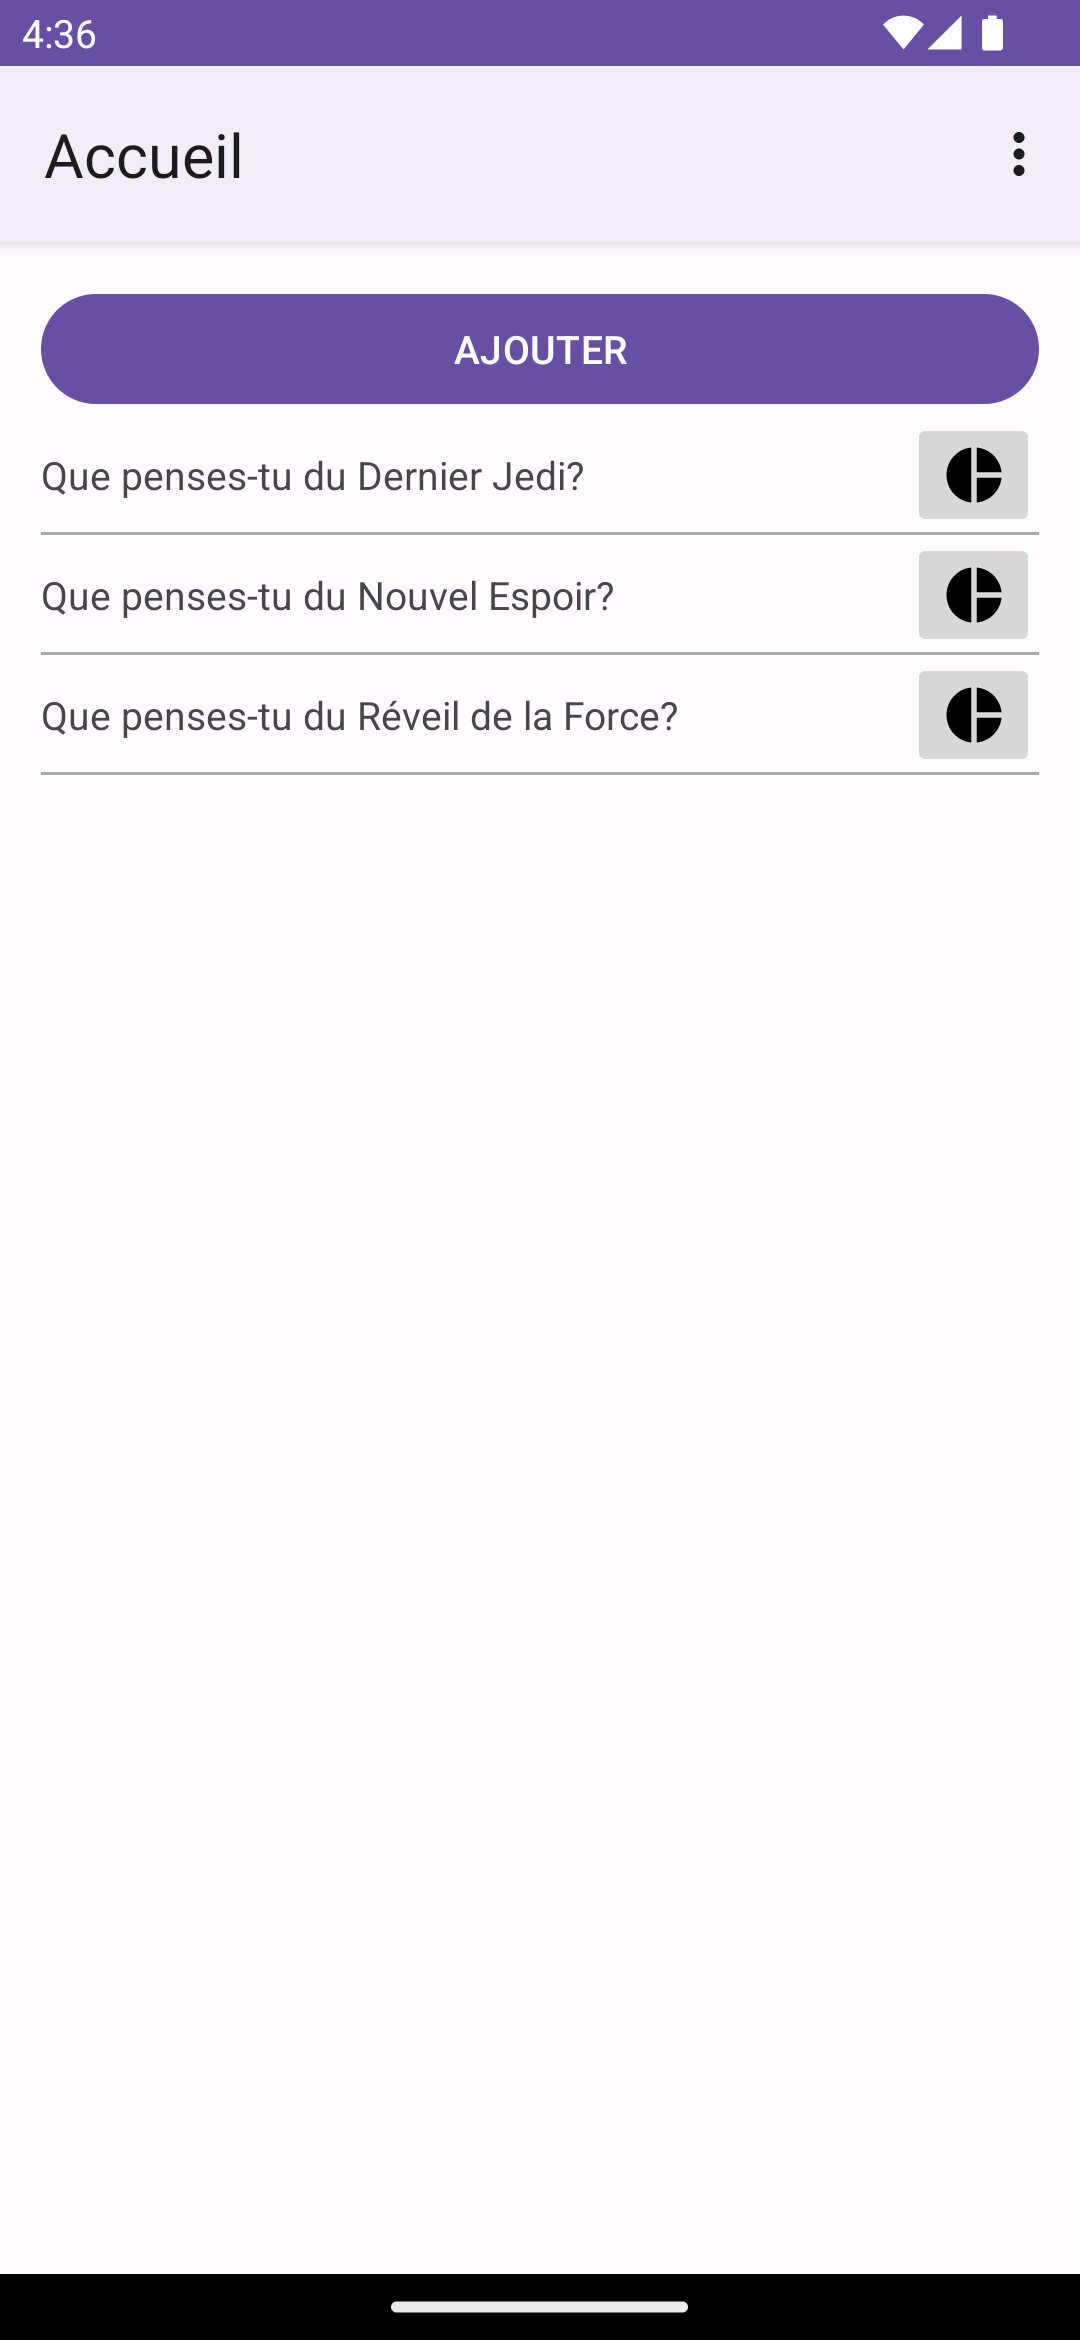 4:36
Accueil
AJOUTER
Que penses-tu du Dernier Jedi?
Que penses-tu du Nouvel Espoir?
Que penses-tu du Réveil de la Force?